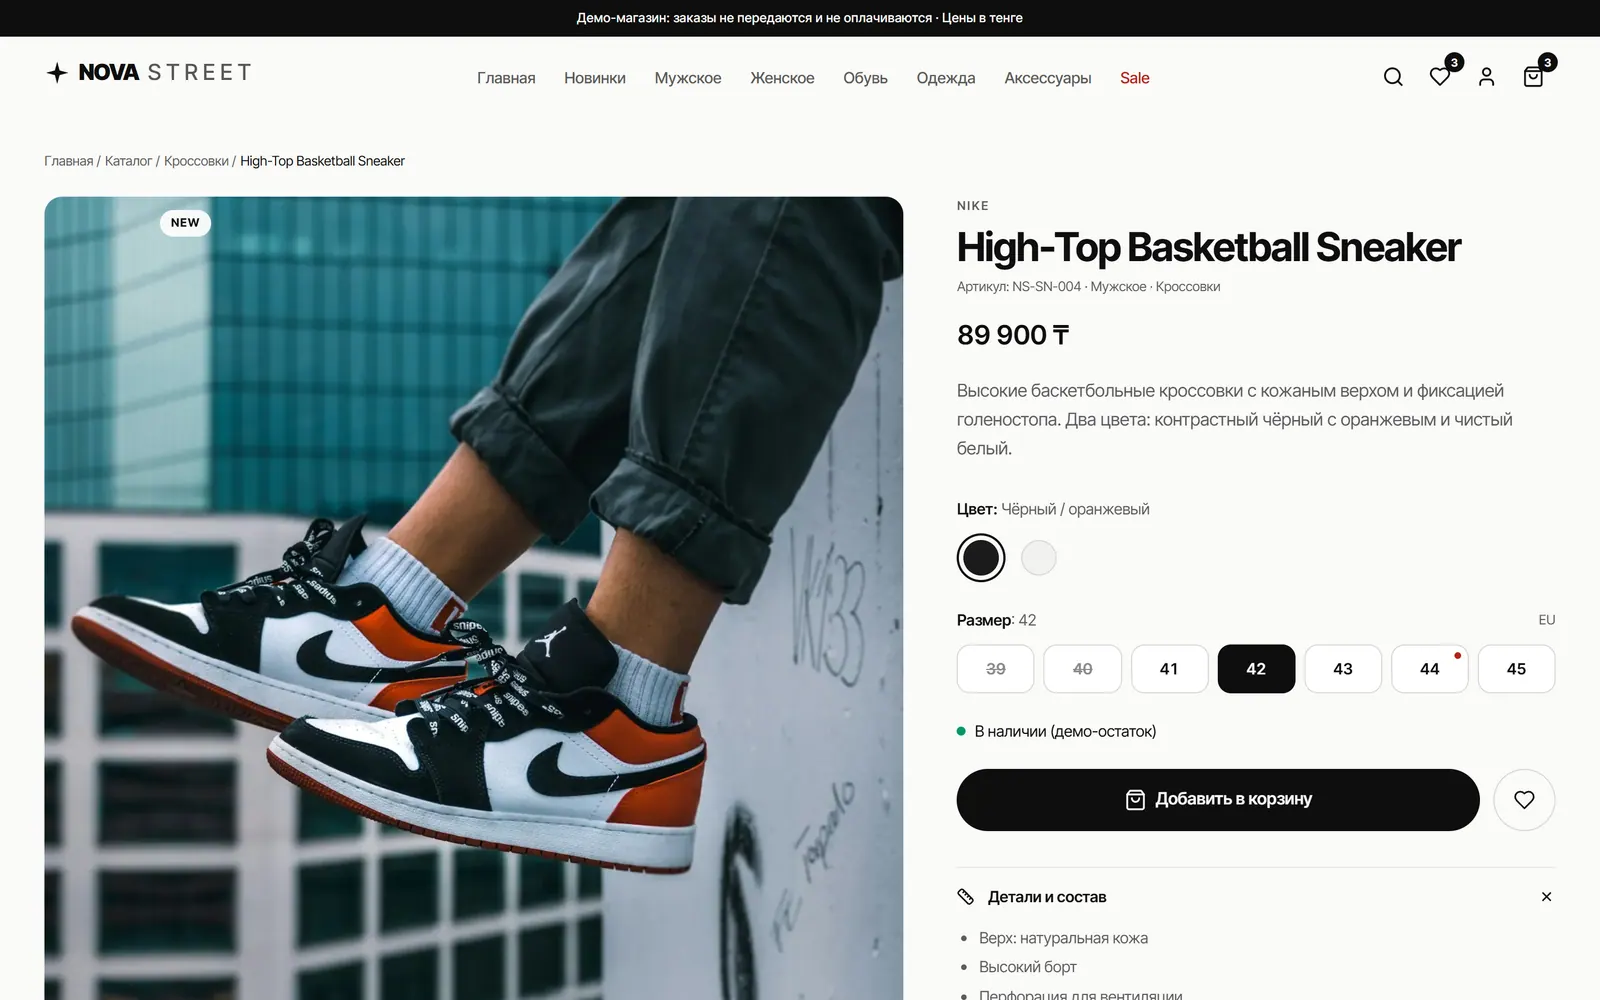 Демо-магазин: заказы не передаются и не оплачиваются · Цены в тенге
NOVA STREET
Главная Новинки Мужское Женское Обувь Одежда Аксессуары Sale
3 3
Главная / Каталог / Кроссовки / High-Top Basketball Sneaker
NEW
NIKE
High-Top Basketball Sneaker
Артикул: NS-SN-004 · Мужское · Кроссовки
89 900 ₸
Высокие баскетбольные кроссовки с кожаным верхом и фиксацией
голеностопа. Два цвета: контрастный чёрный с оранжевым и чистый
белый.
Цвет: Чёрный / оранжевый
Размер: 42 EU
39 40 41 42 43 44 45
В наличии (демо-остаток)
Добавить в корзину
Детали и состав
Верх: натуральная кожа
Высокий борт
Перфорация для вентиляции